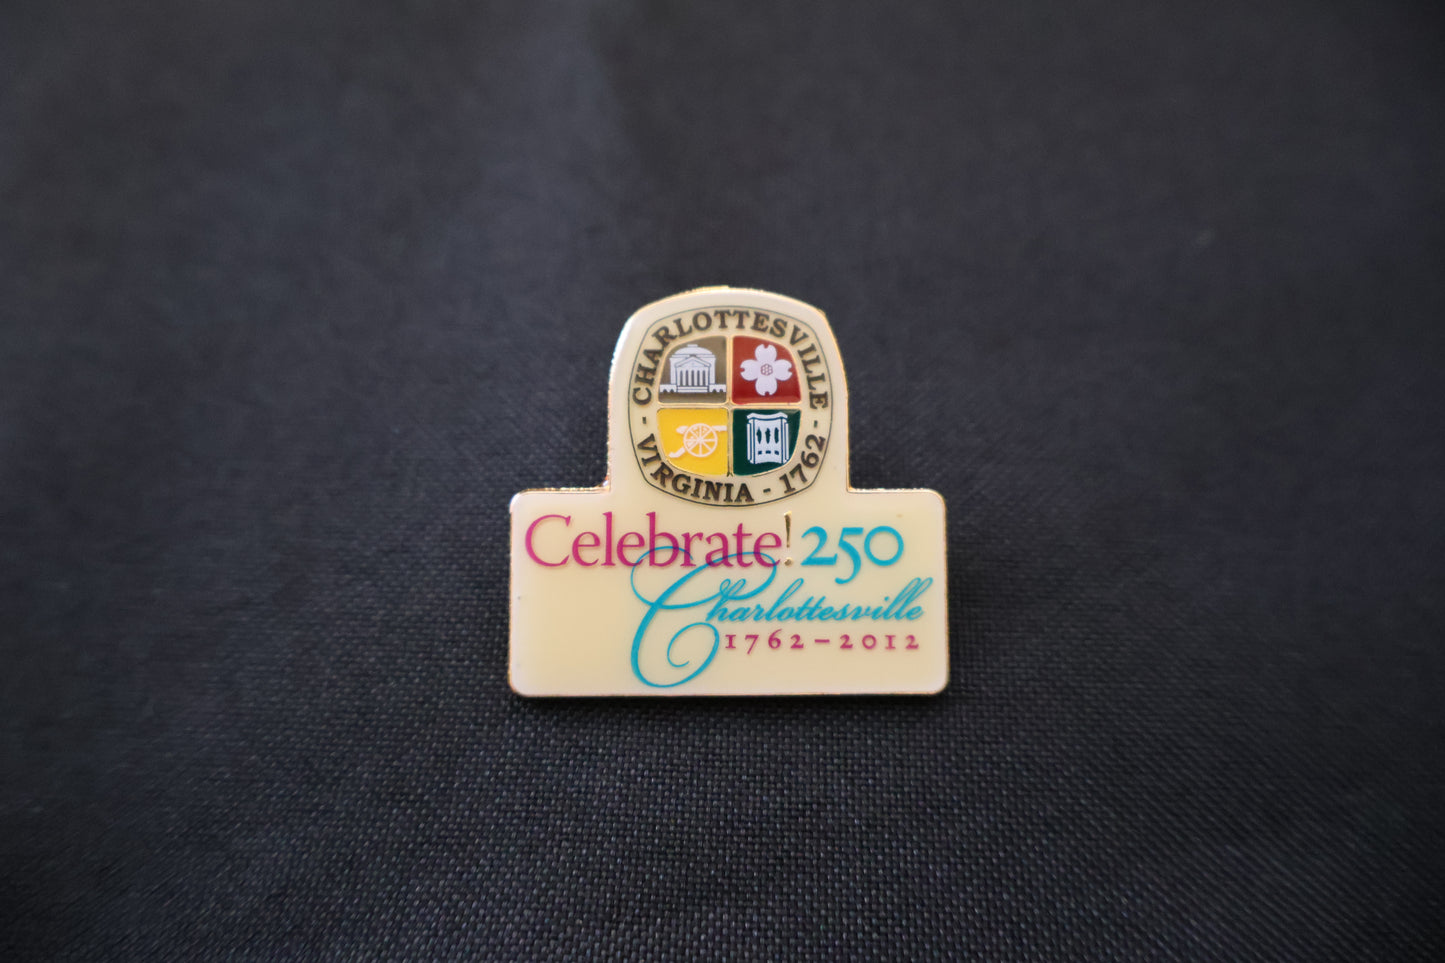 CHARLOTTESVILLE
- VIRGINIA - 1762 -
Celebrate! 250
Charlottesville
1762–2012